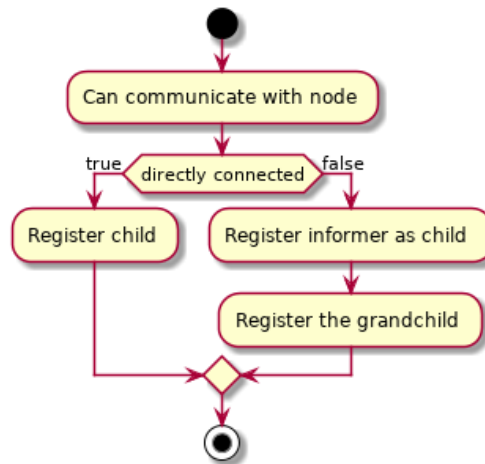 Can communicate with node
true
directly connected
false
Register child
Register informer as child
Register the grandchild